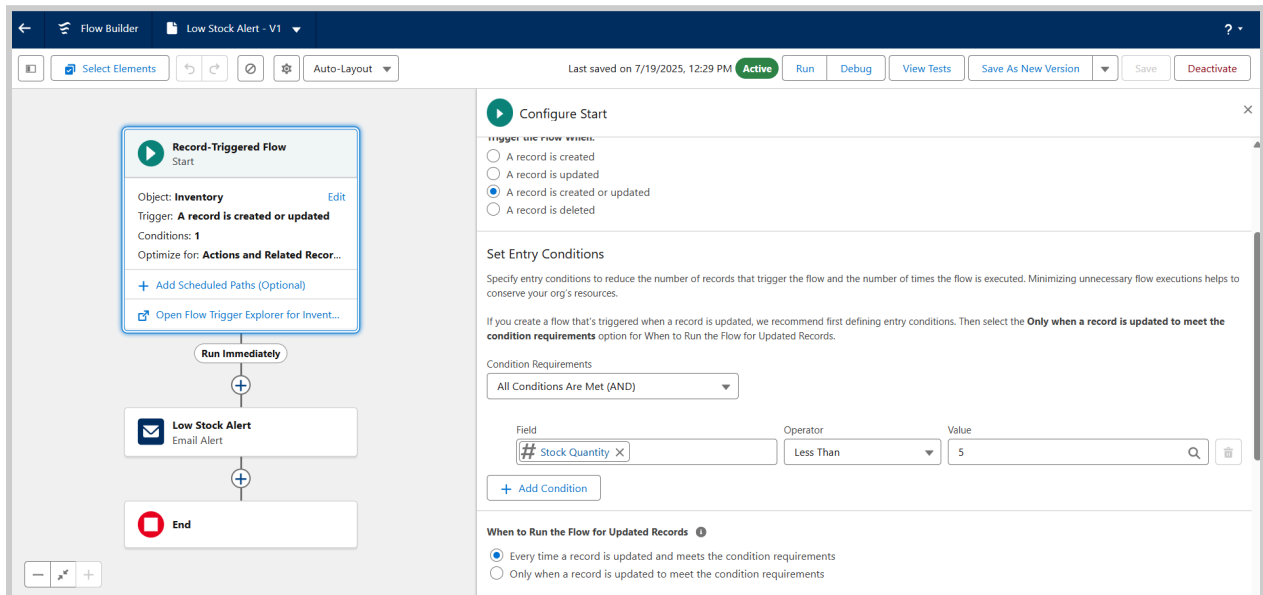 Flow Builder
Low Stock Alert - V1
?
Select Elements
Auto-Layout
Last saved on 7/19/2025, 12:29 PM
Active
Run
Debug
View Tests
Save As New Version
Save
Deactivate
Record-Triggered Flow
Start
Object: Inventory
Edit
Trigger: A record is created or updated
Conditions: 1
Optimize for: Actions and Related Recor...
+ Add Scheduled Paths (Optional)
Open Flow Trigger Explorer for Invent...
Run Immediately
Low Stock Alert
Email Alert
End
Configure Start
Trigger the Flow When:
A record is created
A record is updated
A record is created or updated
A record is deleted
Set Entry Conditions
Specify entry conditions to reduce the number of records that trigger the flow and the number of times the flow is executed. Minimizing unnecessary flow executions helps to
conserve your org's resources.
If you create a flow that's triggered when a record is updated, we recommend first defining entry conditions. Then select the Only when a record is updated to meet the
condition requirements option for When to Run the Flow for Updated Records.
Condition Requirements
All Conditions Are Met (AND)
Field
Operator
Value
# Stock Quantity
Less Than
5
+ Add Condition
When to Run the Flow for Updated Records
Every time a record is updated and meets the condition requirements
Only when a record is updated to meet the condition requirements